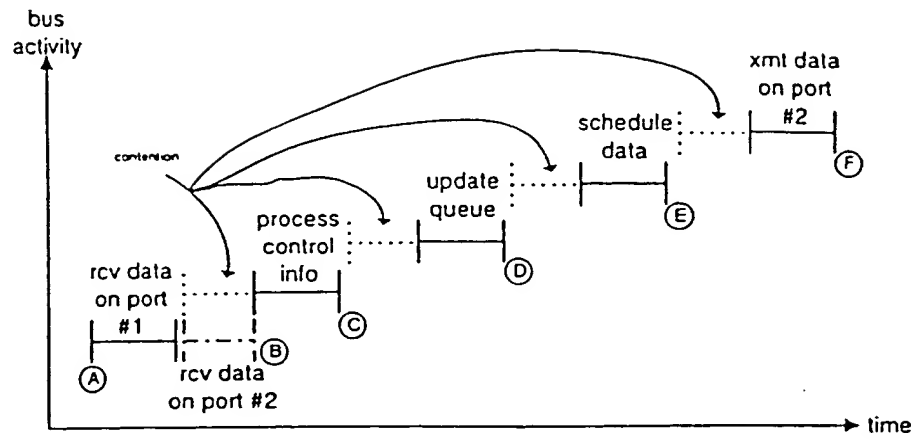 bus
activity
xmt data
on port
#2
schedule
data
contention
update
queue
process
control
info
rcv data
on port
#1
rcv data
on port #2
A
B
C
D
E
F
time